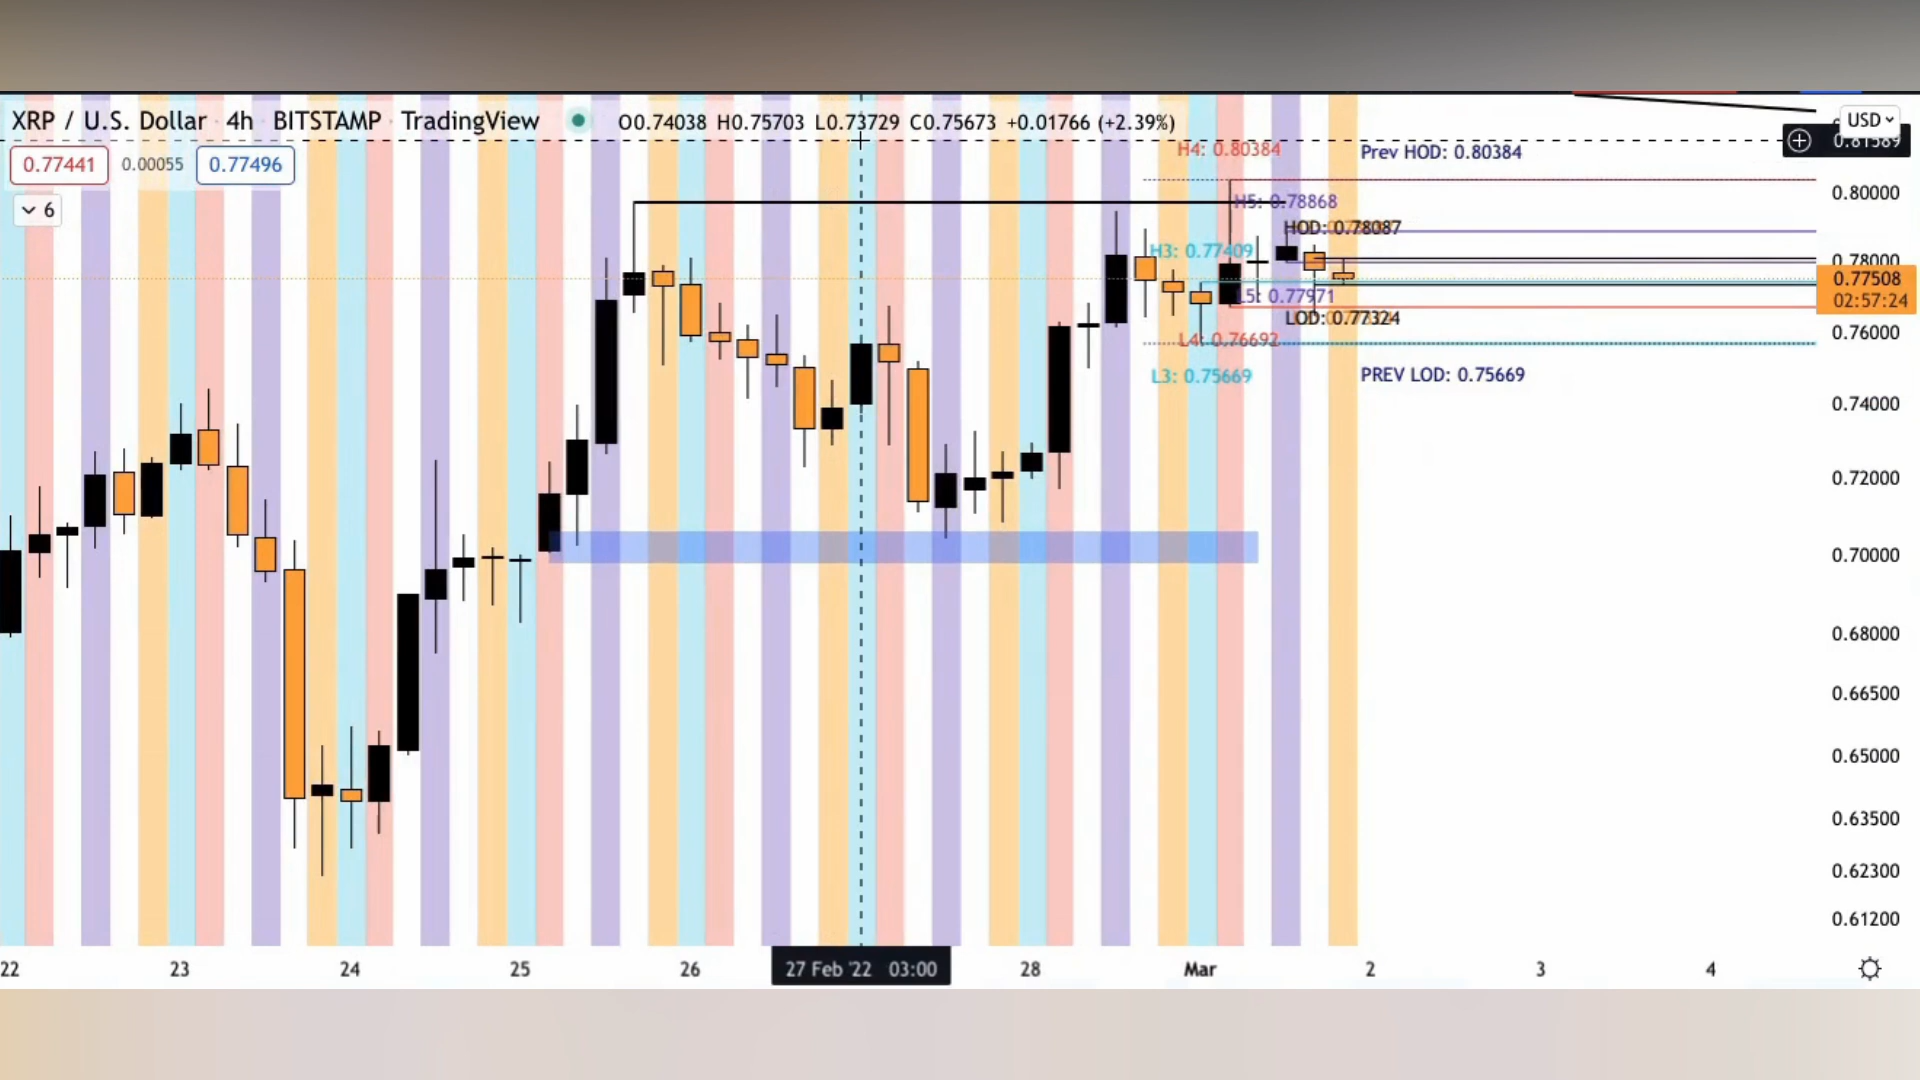 XRP / U.S. Dollar 4h BITSTAMP TradingView O0.74038 H0.75703 L0.73729 C0.75673 +0.01766 (+2.39%)
USD
0.81589
0.77441 0.00055 0.77496
6
H4: 0.80384
Prev HOD: 0.80384
0.80000
H5: 0.78868
HOD: 0.78087
H3: 0.77409
0.78000
0.77508
02:57:24
L5: 0.77971
LOD: 0.77324
0.76000
L4: 0.76692
L3: 0.75669
PREV LOD: 0.75669
0.74000
0.72000
0.70000
0.68000
0.66500
0.65000
0.63500
0.62300
0.61200
22 23 24 25 26 27 Feb '22 03:00 28 Mar 2 3 4